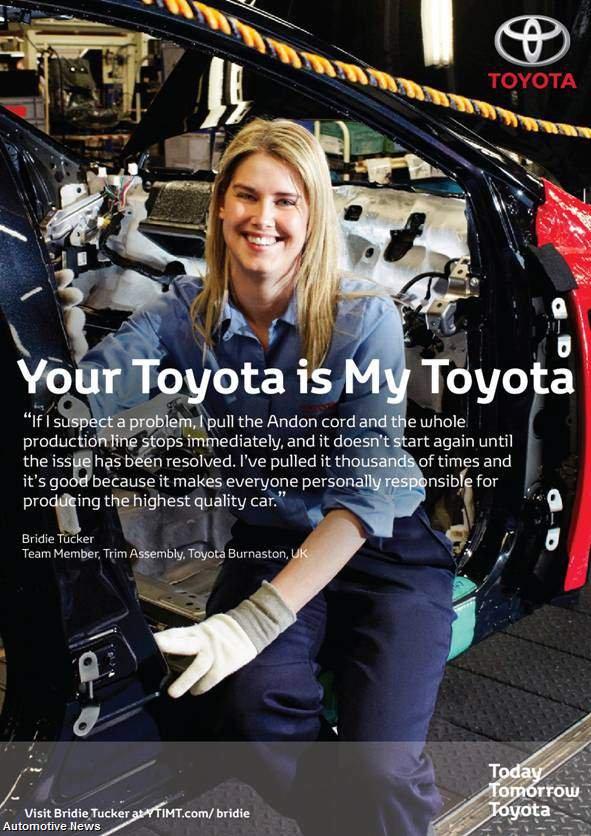 TOYOTA
Your Toyota is My Toyota
“If I suspect a problem, I pull the Andon cord and the whole
production line stops immediately, and it doesn't start again until
the issue has been resolved. I've pulled it thousands of times and
it's good because it makes everyone personally responsible for
producing the highest quality car.”
Bridie Tucker
Team Member, Trim Assembly, Toyota Burnaston, UK
Today
Tomorrow
Toyota
Visit Bridie Tucker at YTIMT.com/ bridie
Automotive News